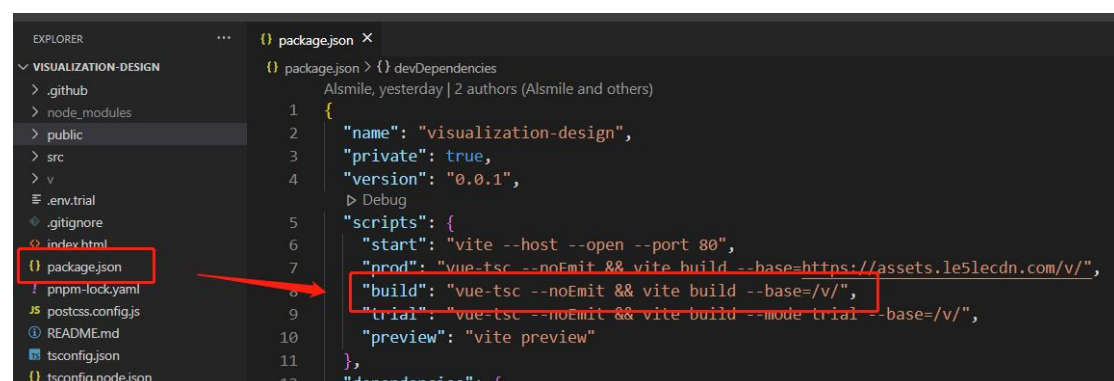 EXPLORER ...
VISUALIZATION-DESIGN
.github
node_modules
public
src
v
.env.trial
.gitignore
index.html
package.json
pnpm-lock.yaml
postcss.config.js
README.md
tsconfig.json
tsconfig.node.json
{} package.json ×
{} package.json > {} devDependencies
Alsmile, yesterday | 2 authors (Alsmile and others)
1 {
2 "name": "visualization-design",
3 "private": true,
4 "version": "0.0.1",
▷ Debug
5 "scripts": {
6 "start": "vite --host --open --port 80",
7 "prod": "vue-tsc --noEmit && vite build --base=https://assets.le5lecdn.com/v/",
8 "build": "vue-tsc --noEmit && vite build --base=/v/",
9 "trial": "vue-tsc --noEmit && vite build --mode trial --base=/v/",
10 "preview": "vite preview"
11 },
12 "dependencies": {